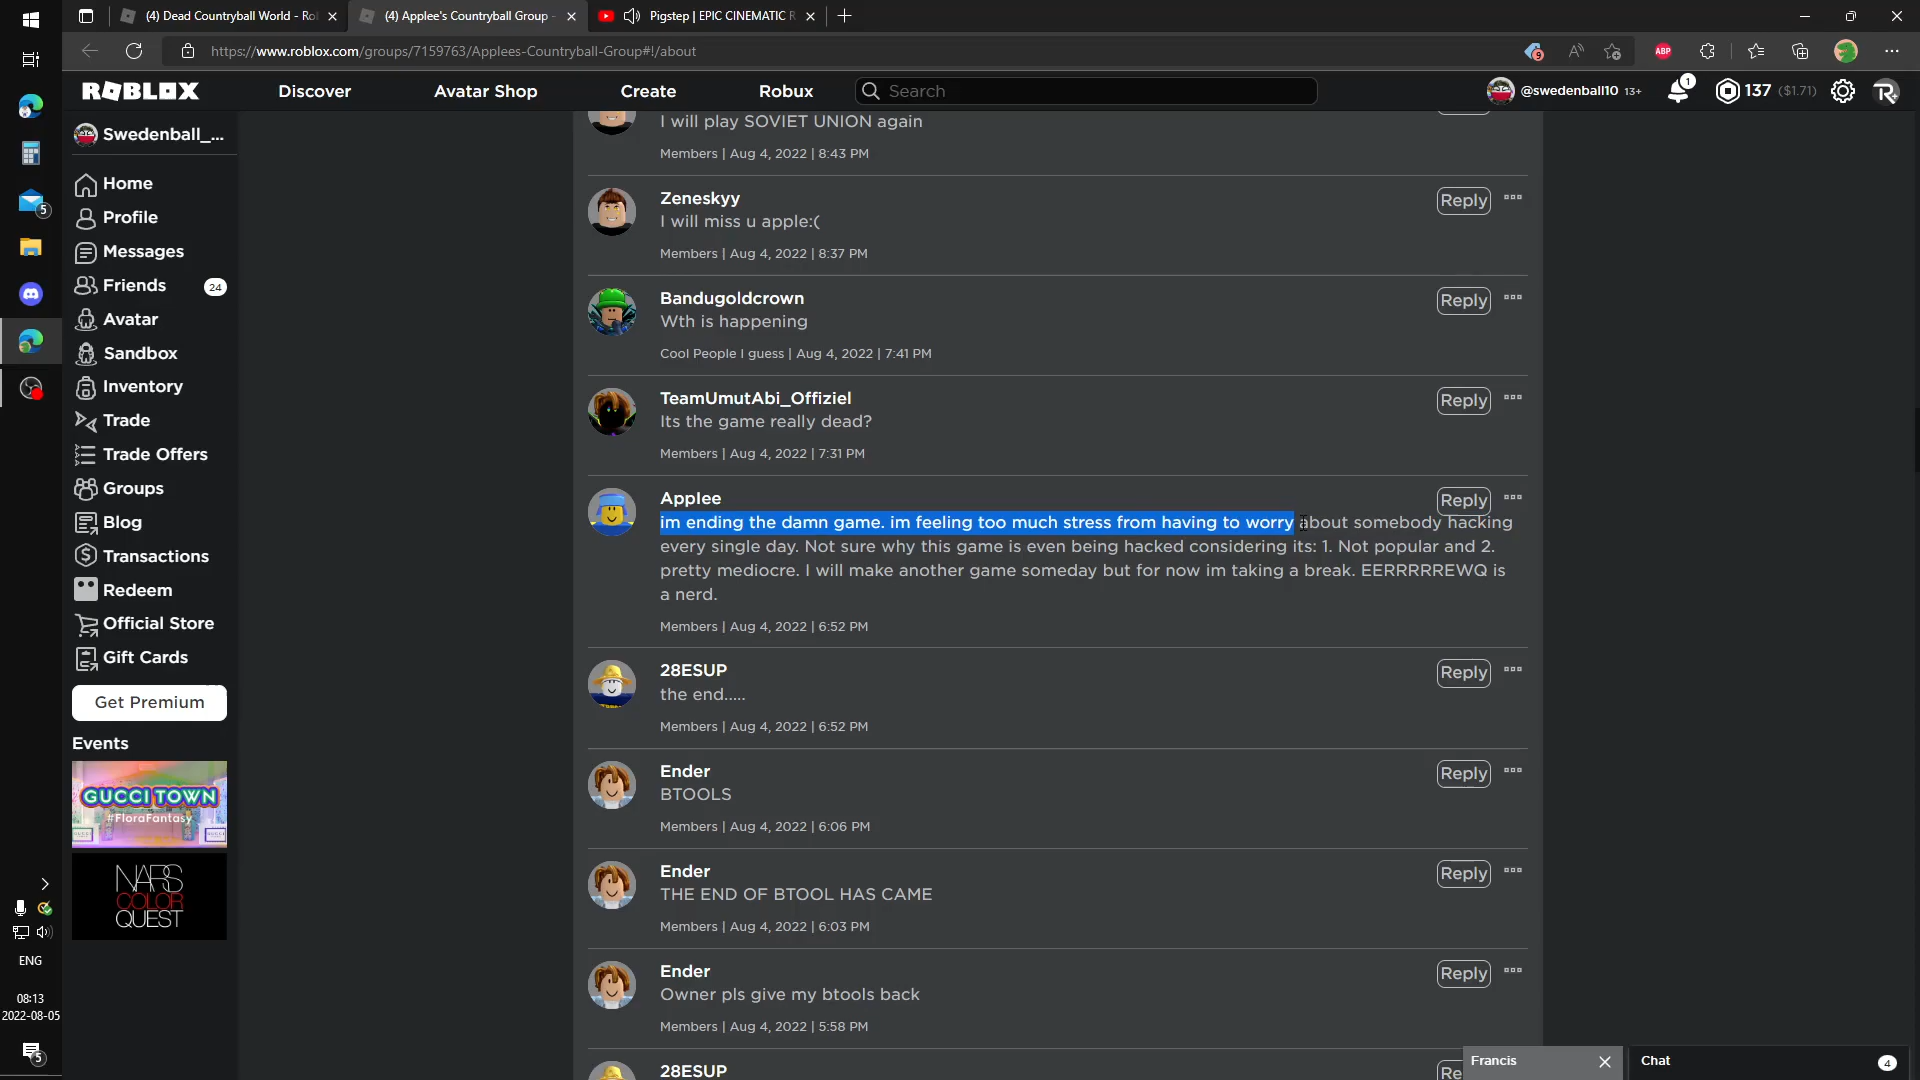 (4) Dead Countryball World - Ro
(4) Applee's Countryball Group -
Pigstep | EPIC CINEMATIC R
https://www.roblox.com/groups/7159763/Applees-Countryball-Group#!/about
9
ABP
ROBLOX
Discover
Avatar Shop
Create
Robux
Search
@swedenball10 13+
1
137 ($1.71)
Swedenball_...
Home
Profile
Messages
Friends 24
Avatar
Sandbox
Inventory
Trade
Trade Offers
Groups
Blog
Transactions
Redeem
Official Store
Gift Cards
Get Premium
Events
GUCCI TOWN
#FloraFantasy
NARS
COLOR
QUEST
I will play SOVIET UNION again
Members | Aug 4, 2022 | 8:43 PM
Zeneskyy
Reply
I will miss u apple:(
Members | Aug 4, 2022 | 8:37 PM
Bandugoldcrown
Reply
Wth is happening
Cool People I guess | Aug 4, 2022 | 7:41 PM
TeamUmutAbi_Offiziel
Reply
Its the game really dead?
Members | Aug 4, 2022 | 7:31 PM
Applee
Reply
im ending the damn game. im feeling too much stress from having to worry about somebody hacking
every single day. Not sure why this game is even being hacked considering its: 1. Not popular and 2.
pretty mediocre. I will make another game someday but for now im taking a break. EERRRRREWQ is
a nerd.
Members | Aug 4, 2022 | 6:52 PM
28ESUP
Reply
the end.....
Members | Aug 4, 2022 | 6:52 PM
Ender
Reply
BTOOLS
Members | Aug 4, 2022 | 6:06 PM
Ender
Reply
THE END OF BTOOL HAS CAME
Members | Aug 4, 2022 | 6:03 PM
Ender
Reply
Owner pls give my btools back
Members | Aug 4, 2022 | 5:58 PM
28ESUP
Re
Francis
Chat
4
5
ENG
08:13
2022-08-05
5